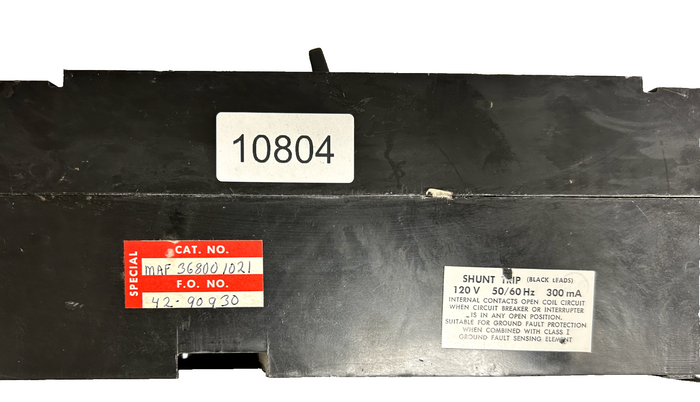 10804
SPECIAL
CAT. NO.
MAF 368001021
F.O. NO.
42-90930
SHUNT TRIP (BLACK LEADS)
120 V 50/60 Hz 300 mA
INTERNAL CONTACTS OPEN COIL CIRCUIT
WHEN CIRCUIT BREAKER OR INTERRUPTER
IS IN ANY OPEN POSITION.
SUITABLE FOR GROUND FAULT PROTECTION
WHEN COMBINED WITH CLASS I
GROUND FAULT SENSING ELEMENT